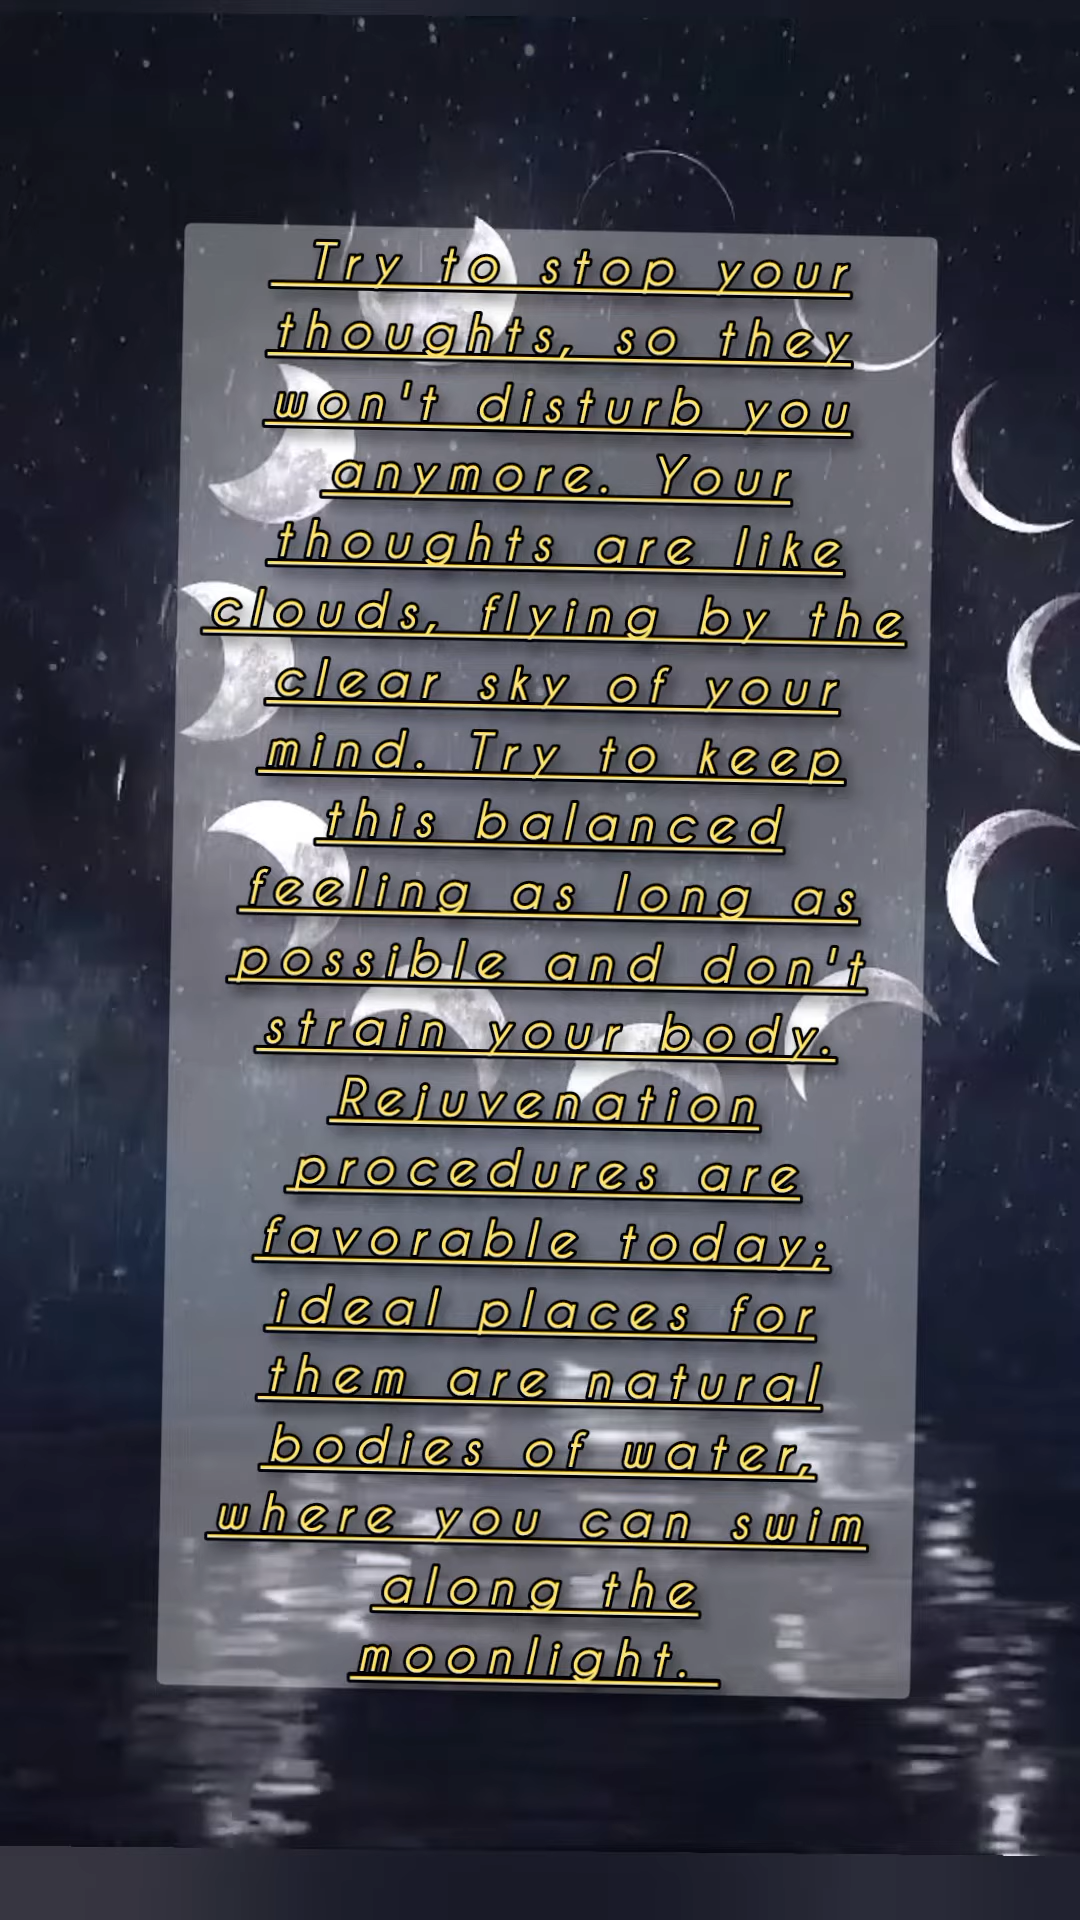 Try to stop your
thoughts, so they
won't disturb you
anymore. Your
thoughts are like
clouds, flying by the
clear sky of your
mind. Try to keep
this balanced
feeling as long as
possible and don't
strain your body.
Rejuvenation
procedures are
favorable today;
ideal places for
them are natural
bodies of water,
where you can swim
along the
moonlight.